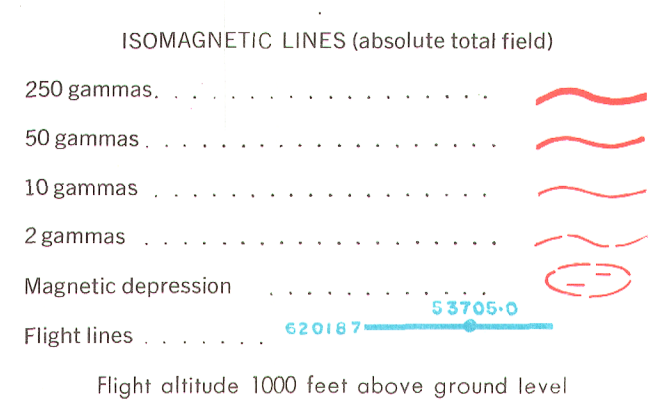 ISOMAGNETIC LINES (absolute total field)
250 gammas. . . . . . . . . . . . . . . . . .
50 gammas . . . . . . . . . . . . . . . . . . .
10 gammas . . . . . . . . . . . . . . . . . .
2 gammas . . . . . . . . . . . . . . . . . . .
Magnetic depression . . . . . . . . . . . .
53705·0
Flight lines . . . . . . . 620187
Flight altitude 1000 feet above ground level